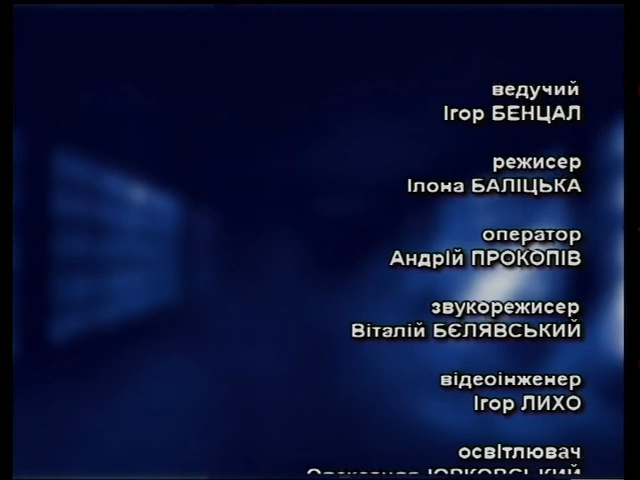 ведучий
Ігор БЕНЦАЛ
режисер
Ілона БАЛІЦЬКА
оператор
Андрій ПРОКОПІВ
звукорежисер
Віталій БЄЛЯВСЬКИЙ
відеоінженер
Ігор ЛИХО
освітлювач